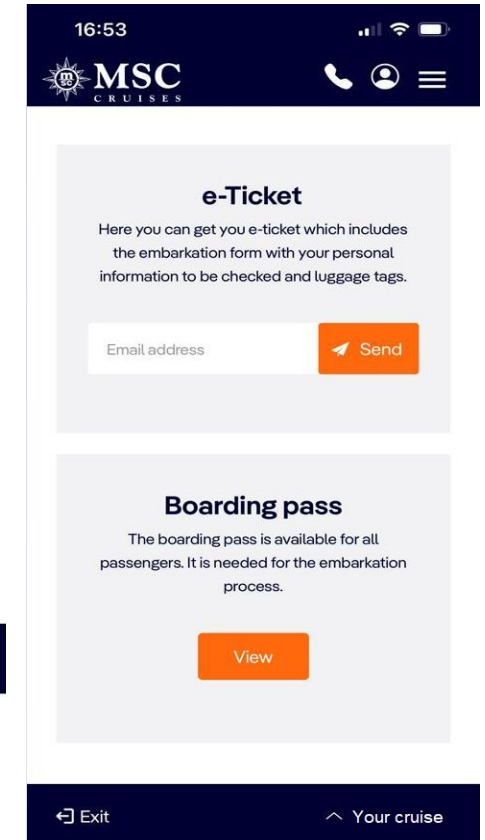 16:53
MSC
CRUISES
e-Ticket
Here you can get you e-ticket which includes
the embarkation form with your personal
information to be checked and luggage tags.
Email address
Send
Boarding pass
The boarding pass is available for all
passengers. It is needed for the embarkation
process.
View
Exit
Your cruise